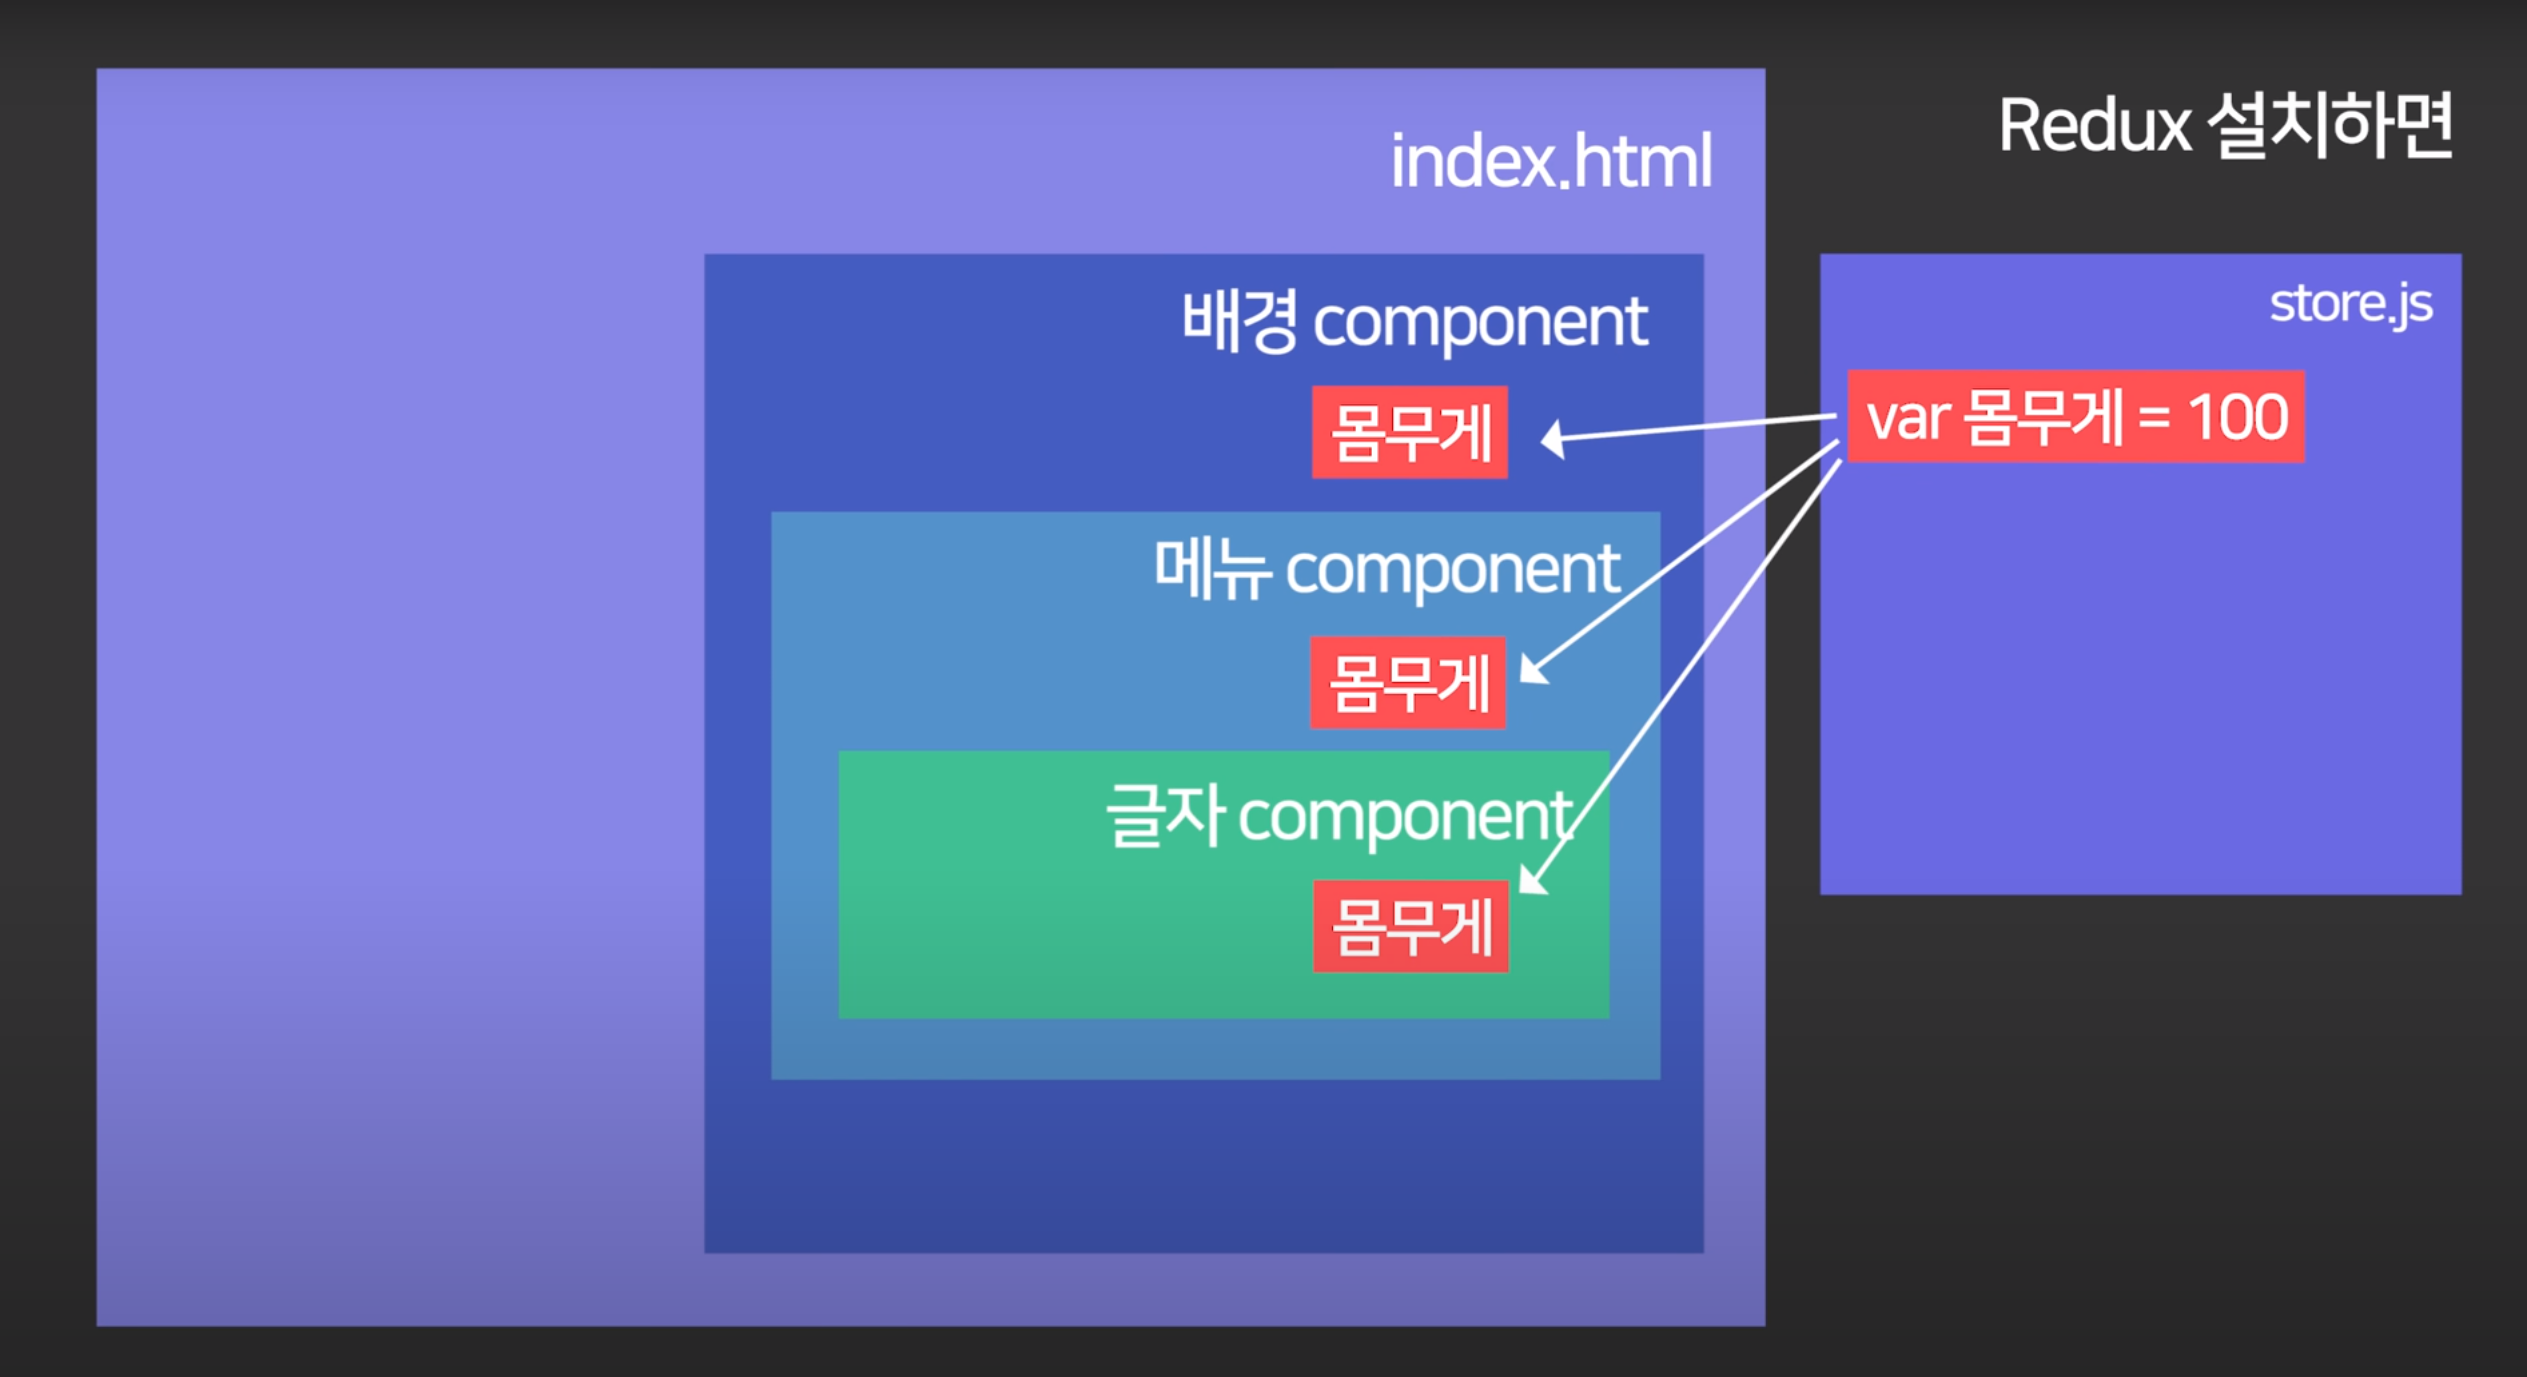 Redux 설치하면
index.html
store.js
배경 component
var 몸무게 = 100
몸무게
메뉴 component
몸무게
글자 component
몸무게